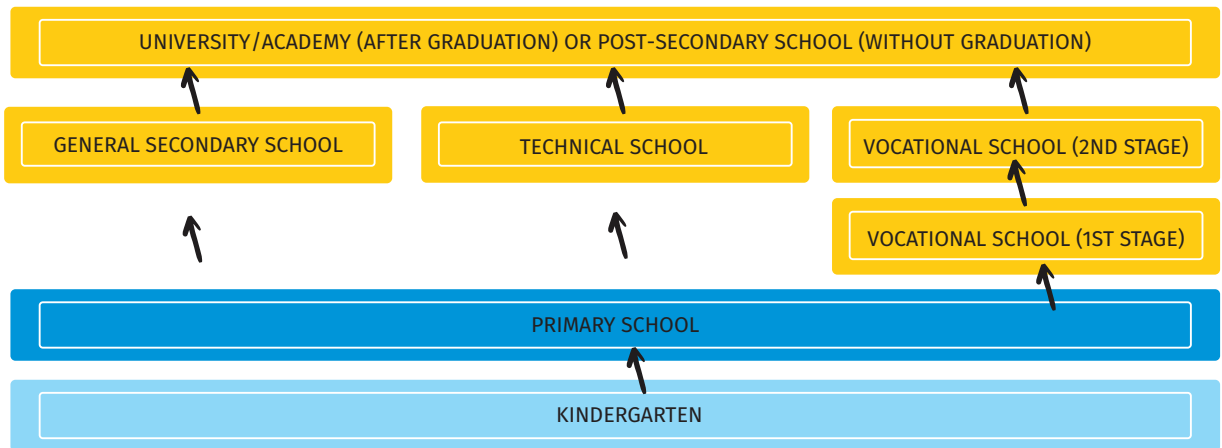 UNIVERSITY/ACADEMY (AFTER GRADUATION) OR POST-SECONDARY SCHOOL (WITHOUT GRADUATION)
GENERAL SECONDARY SCHOOL
TECHNICAL SCHOOL
VOCATIONAL SCHOOL (2ND STAGE)
VOCATIONAL SCHOOL (1ST STAGE)
PRIMARY SCHOOL
KINDERGARTEN